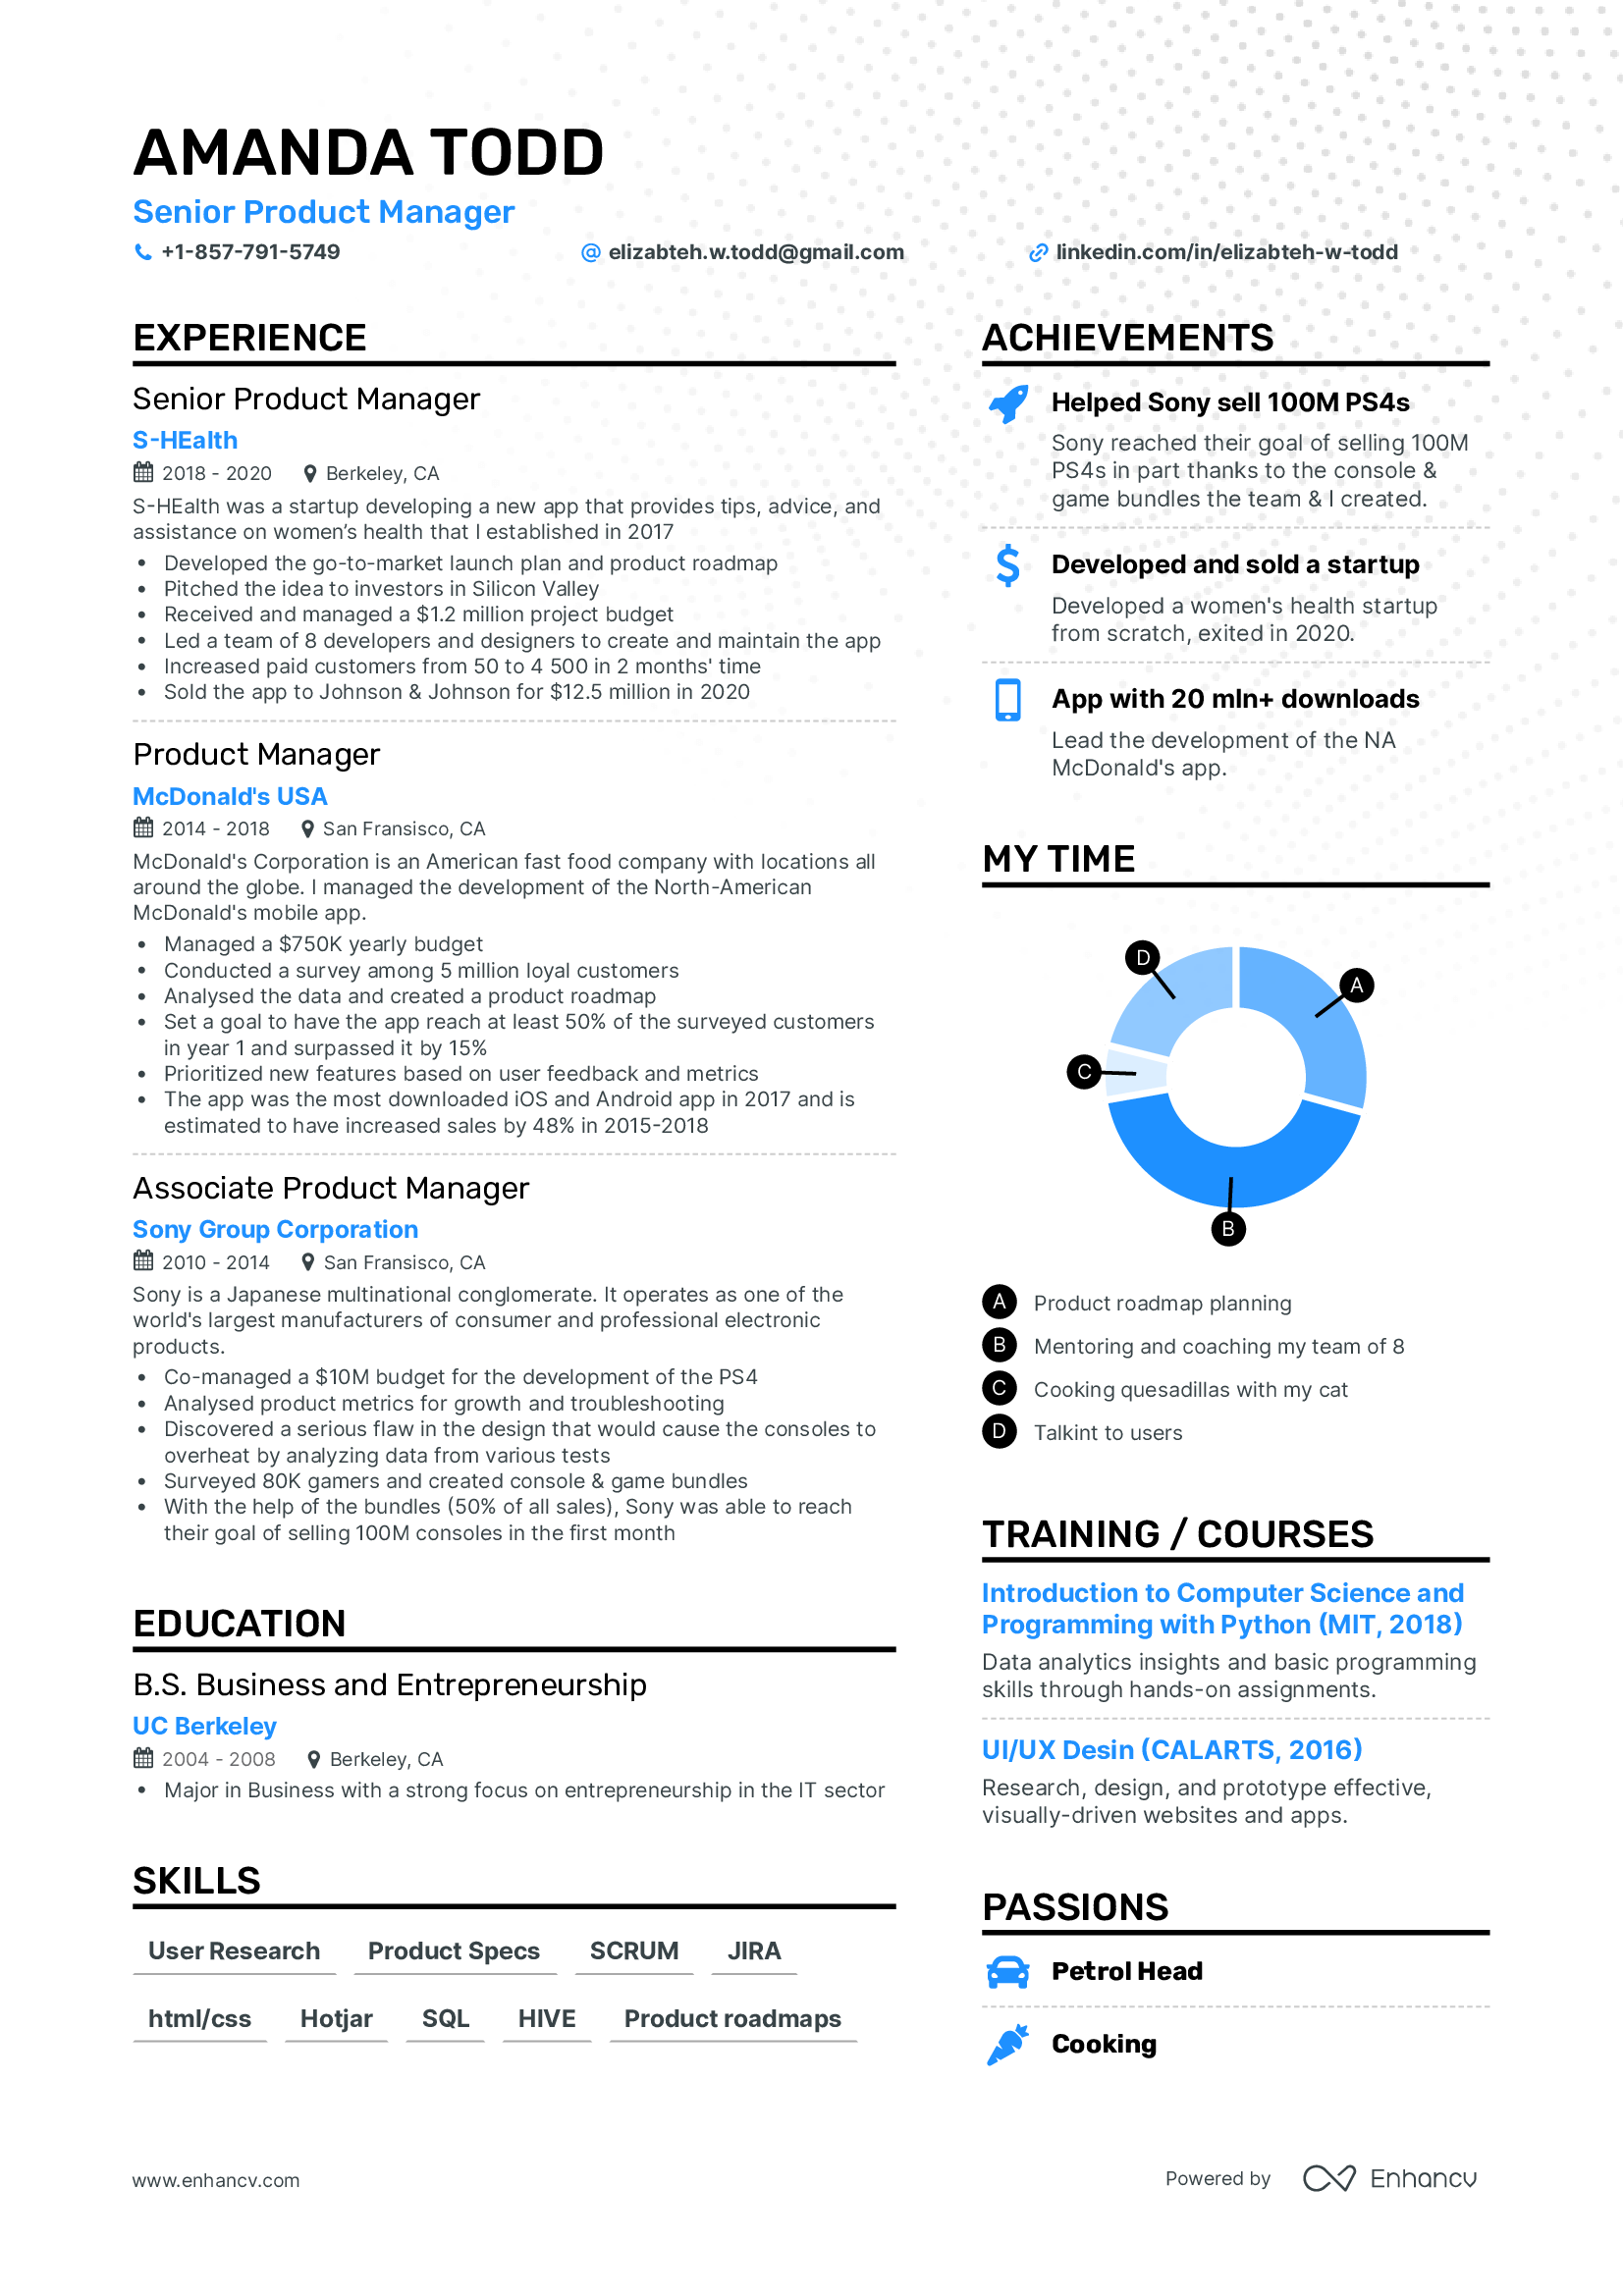 AMANDA TODD
Senior Product Manager
+1-857-791-5749
@ elizabteh.w.todd@gmail.com
linkedin.com/in/elizabteh-w-todd
EXPERIENCE
Senior Product Manager
S-HEalth
2018 - 2020 Berkeley, CA
S-HEalth was a startup developing a new app that provides tips, advice, and
assistance on women’s health that I established in 2017
• Developed the go-to-market launch plan and product roadmap
• Pitched the idea to investors in Silicon Valley
• Received and managed a $1.2 million project budget
• Led a team of 8 developers and designers to create and maintain the app
• Increased paid customers from 50 to 4 500 in 2 months' time
• Sold the app to Johnson & Johnson for $12.5 million in 2020
Product Manager
McDonald's USA
2014 - 2018 San Fransisco, CA
McDonald's Corporation is an American fast food company with locations all
around the globe. I managed the development of the North-American
McDonald's mobile app.
• Managed a $750K yearly budget
• Conducted a survey among 5 million loyal customers
• Analysed the data and created a product roadmap
• Set a goal to have the app reach at least 50% of the surveyed customers
in year 1 and surpassed it by 15%
• Prioritized new features based on user feedback and metrics
• The app was the most downloaded iOS and Android app in 2017 and is
estimated to have increased sales by 48% in 2015-2018
Associate Product Manager
Sony Group Corporation
2010 - 2014 San Fransisco, CA
Sony is a Japanese multinational conglomerate. It operates as one of the
world's largest manufacturers of consumer and professional electronic
products.
• Co-managed a $10M budget for the development of the PS4
• Analysed product metrics for growth and troubleshooting
• Discovered a serious flaw in the design that would cause the consoles to
overheat by analyzing data from various tests
• Surveyed 80K gamers and created console & game bundles
• With the help of the bundles (50% of all sales), Sony was able to reach
their goal of selling 100M consoles in the first month
EDUCATION
B.S. Business and Entrepreneurship
UC Berkeley
2004 - 2008 Berkeley, CA
• Major in Business with a strong focus on entrepreneurship in the IT sector
SKILLS
User Research Product Specs SCRUM JIRA
html/css Hotjar SQL HIVE Product roadmaps
ACHIEVEMENTS
Helped Sony sell 100M PS4s
Sony reached their goal of selling 100M
PS4s in part thanks to the console &
game bundles the team & I created.
$ Developed and sold a startup
Developed a women's health startup
from scratch, exited in 2020.
App with 20 mln+ downloads
Lead the development of the NA
McDonald's app.
MY TIME
D
A
C
B
A Product roadmap planning
B Mentoring and coaching my team of 8
C Cooking quesadillas with my cat
D Talkint to users
TRAINING / COURSES
Introduction to Computer Science and
Programming with Python (MIT, 2018)
Data analytics insights and basic programming
skills through hands-on assignments.
UI/UX Desin (CALARTS, 2016)
Research, design, and prototype effective,
visually-driven websites and apps.
PASSIONS
Petrol Head
Cooking
www.enhancv.com
Powered by Enhancv